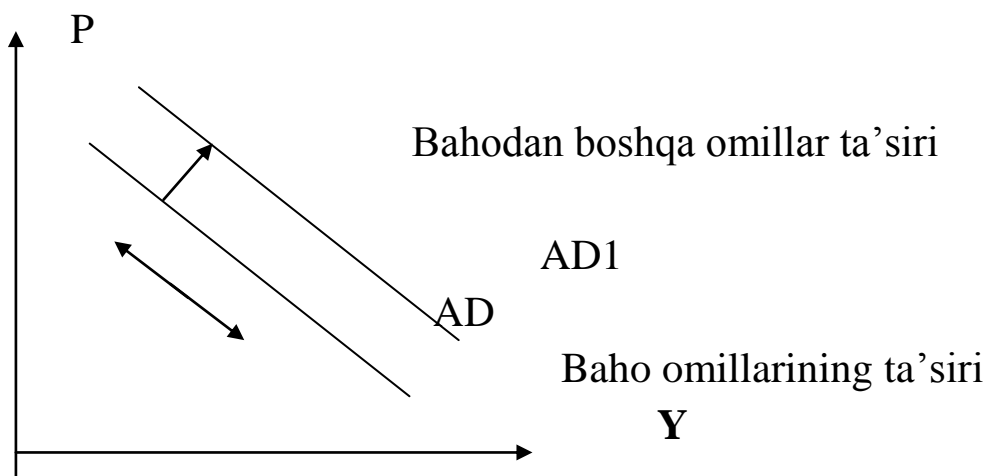 P
Bahodan boshqa omillar ta’siri
AD1
AD
Baho omillarining ta’siri
Y